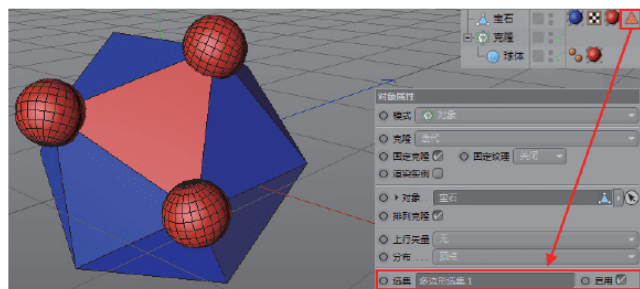 宝石
克隆
球体
对象属性
模式 对象
克隆 迭代
固定克隆 固定纹理 关闭
渲染实例
对象 宝石
排列克隆
上行矢量 无
分布 顶点
选集 多边形选集 1 启用